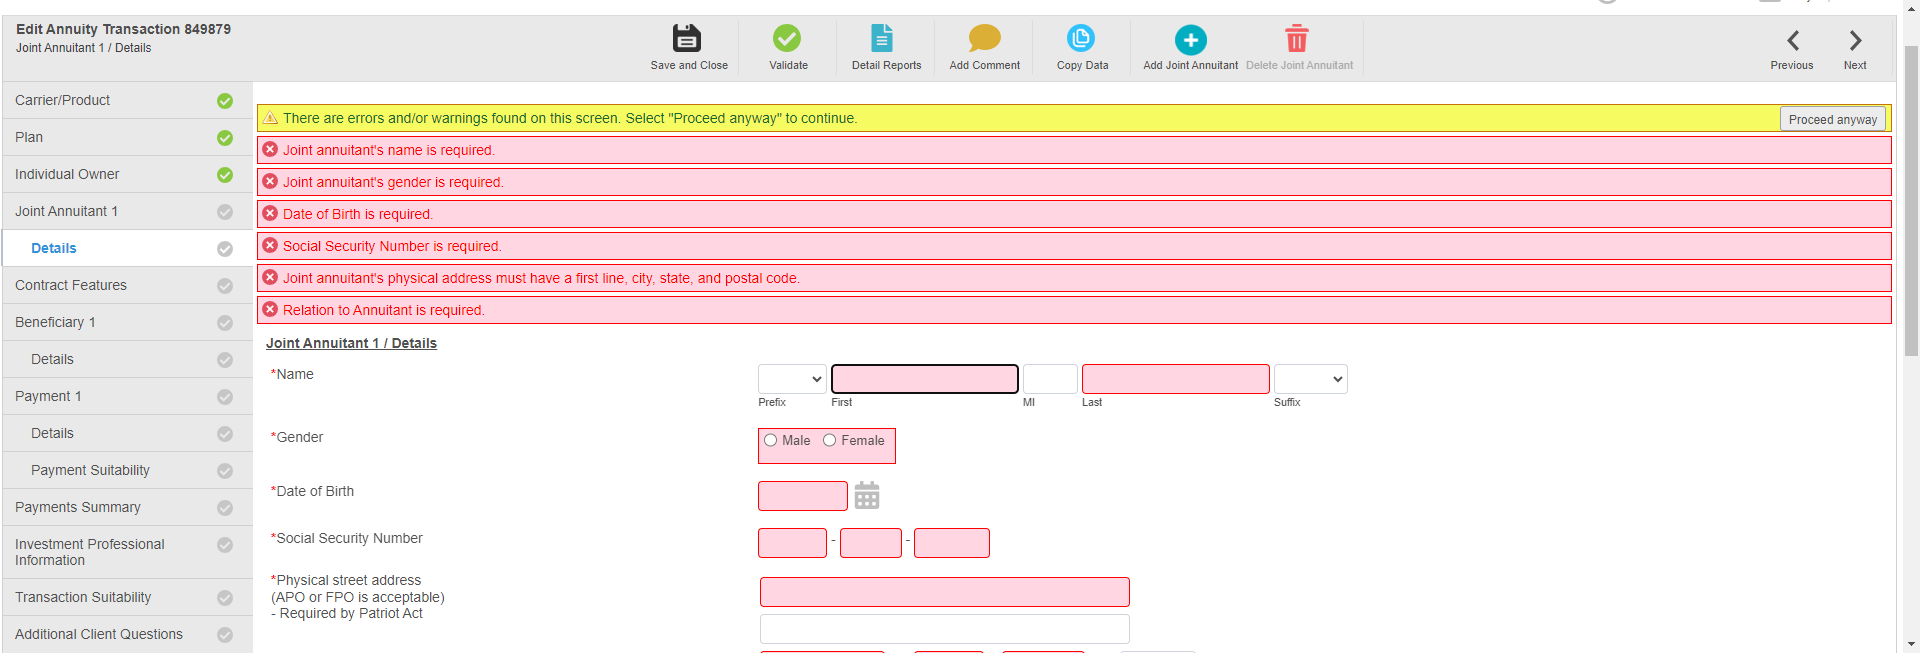 Edit Annuity Transaction 849879
Joint Annuitant 1 / Details
Save and Close
Validate
Detail Reports
Add Comment
Copy Data
Add Joint Annuitant
Delete Joint Annuitant
Previous
Next
Carrier/Product
Plan
Individual Owner
Joint Annuitant 1
Details
Contract Features
Beneficiary 1
Details
Payment 1
Details
Payment Suitability
Payments Summary
Investment Professional
Information
Transaction Suitability
Additional Client Questions
There are errors and/or warnings found on this screen. Select "Proceed anyway" to continue.
Proceed anyway
Joint annuitant's name is required.
Joint annuitant's gender is required.
Date of Birth is required.
Social Security Number is required.
Joint annuitant's physical address must have a first line, city, state, and postal code.
Relation to Annuitant is required.
Joint Annuitant 1 / Details
*Name
Prefix
First
MI
Last
Suffix
*Gender
Male
Female
*Date of Birth
*Social Security Number
- -
*Physical street address
(APO or FPO is acceptable)
- Required by Patriot Act